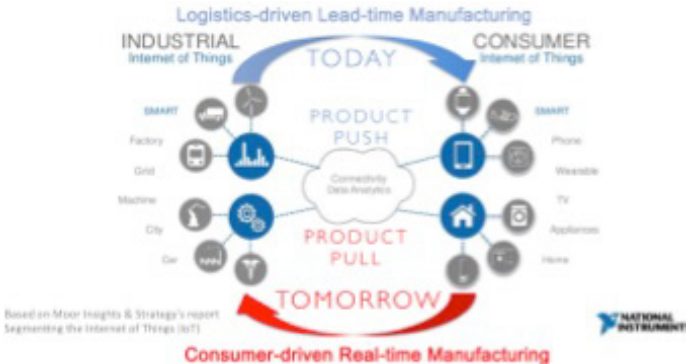 Logistics-driven Lead-time Manufacturing
INDUSTRIAL
Internet of Things
CONSUMER
Internet of Things
TODAY
SMART
Factory
Grid
Machine
City
Car
PRODUCT
PUSH
Connectivity
Data Analytics
PRODUCT
PULL
SMART
Phone
Wearable
TV
Appliances
Home
TOMORROW
Based on Moor Insights & Strategy's report
Segmenting the Internet of Things (IoT)
NATIONAL
INSTRUMENTS
Consumer-driven Real-time Manufacturing